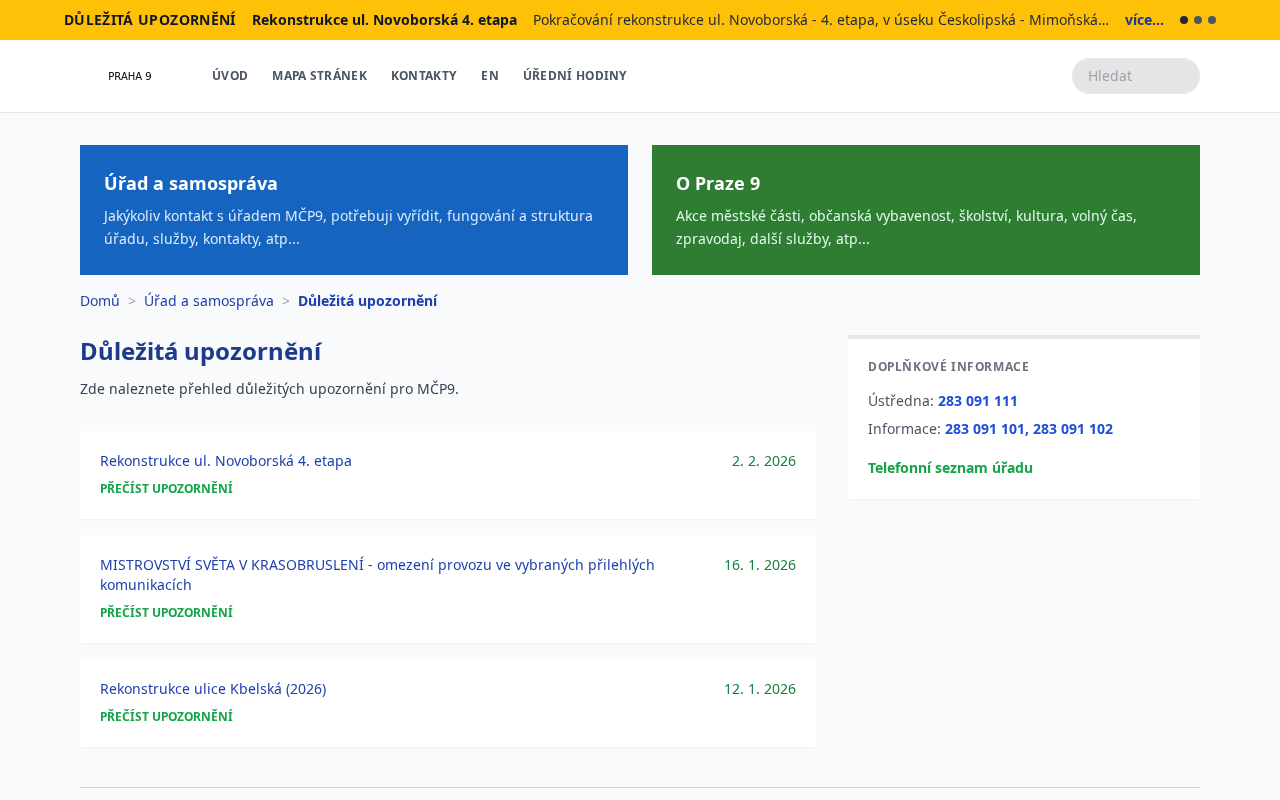 DŮLEŽITÁ UPOZORNĚNÍ Rekonstrukce ul. Novoborská 4. etapa Pokračování rekonstrukce ul. Novoborská - 4. etapa, v úseku Českolipská - Mimoňská... více...
PRAHA 9 ÚVOD MAPA STRÁNEK KONTAKTY EN ÚŘEDNÍ HODINY Hledat
Úřad a samospráva
Jakýkoliv kontakt s úřadem MČP9, potřebuji vyřídit, fungování a struktura
úřadu, služby, kontakty, atp...
O Praze 9
Akce městské části, občanská vybavenost, školství, kultura, volný čas,
zpravodaj, další služby, atp...
Domů > Úřad a samospráva > Důležitá upozornění
Důležitá upozornění
Zde naleznete přehled důležitých upozornění pro MČP9.
Rekonstrukce ul. Novoborská 4. etapa 2. 2. 2026
PŘEČÍST UPOZORNĚNÍ
MISTROVSTVÍ SVĚTA V KRASOBRUSLENÍ - omezení provozu ve vybraných přilehlých 16. 1. 2026
komunikacích
PŘEČÍST UPOZORNĚNÍ
Rekonstrukce ulice Kbelská (2026) 12. 1. 2026
PŘEČÍST UPOZORNĚNÍ
DOPLŇKOVÉ INFORMACE
Ústředna: 283 091 111
Informace: 283 091 101, 283 091 102
Telefonní seznam úřadu